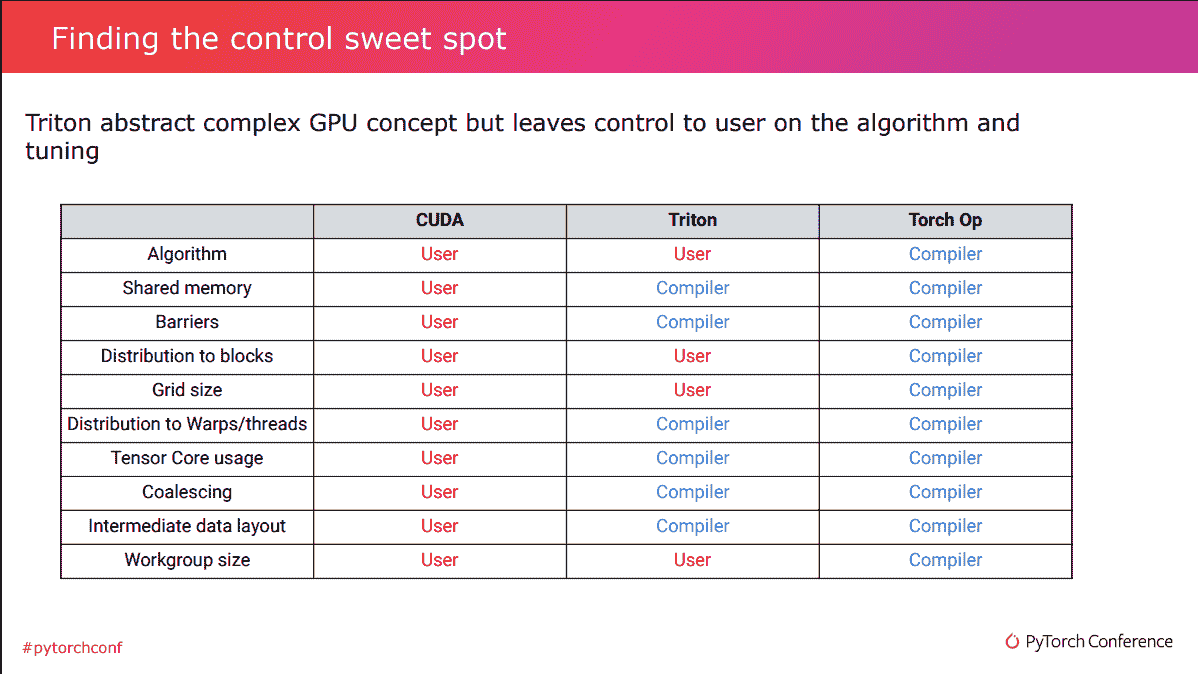 Finding the control sweet spot
Triton abstract complex GPU concept but leaves control to user on the algorithm and
tuning
CUDA Triton Torch Op
Algorithm User User Compiler
Shared memory User Compiler Compiler
Barriers User Compiler Compiler
Distribution to blocks User User Compiler
Grid size User User Compiler
Distribution to Warps/threads User Compiler Compiler
Tensor Core usage User Compiler Compiler
Coalescing User Compiler Compiler
Intermediate data layout User Compiler Compiler
Workgroup size User User Compiler
#pytorchconf
PyTorch Conference